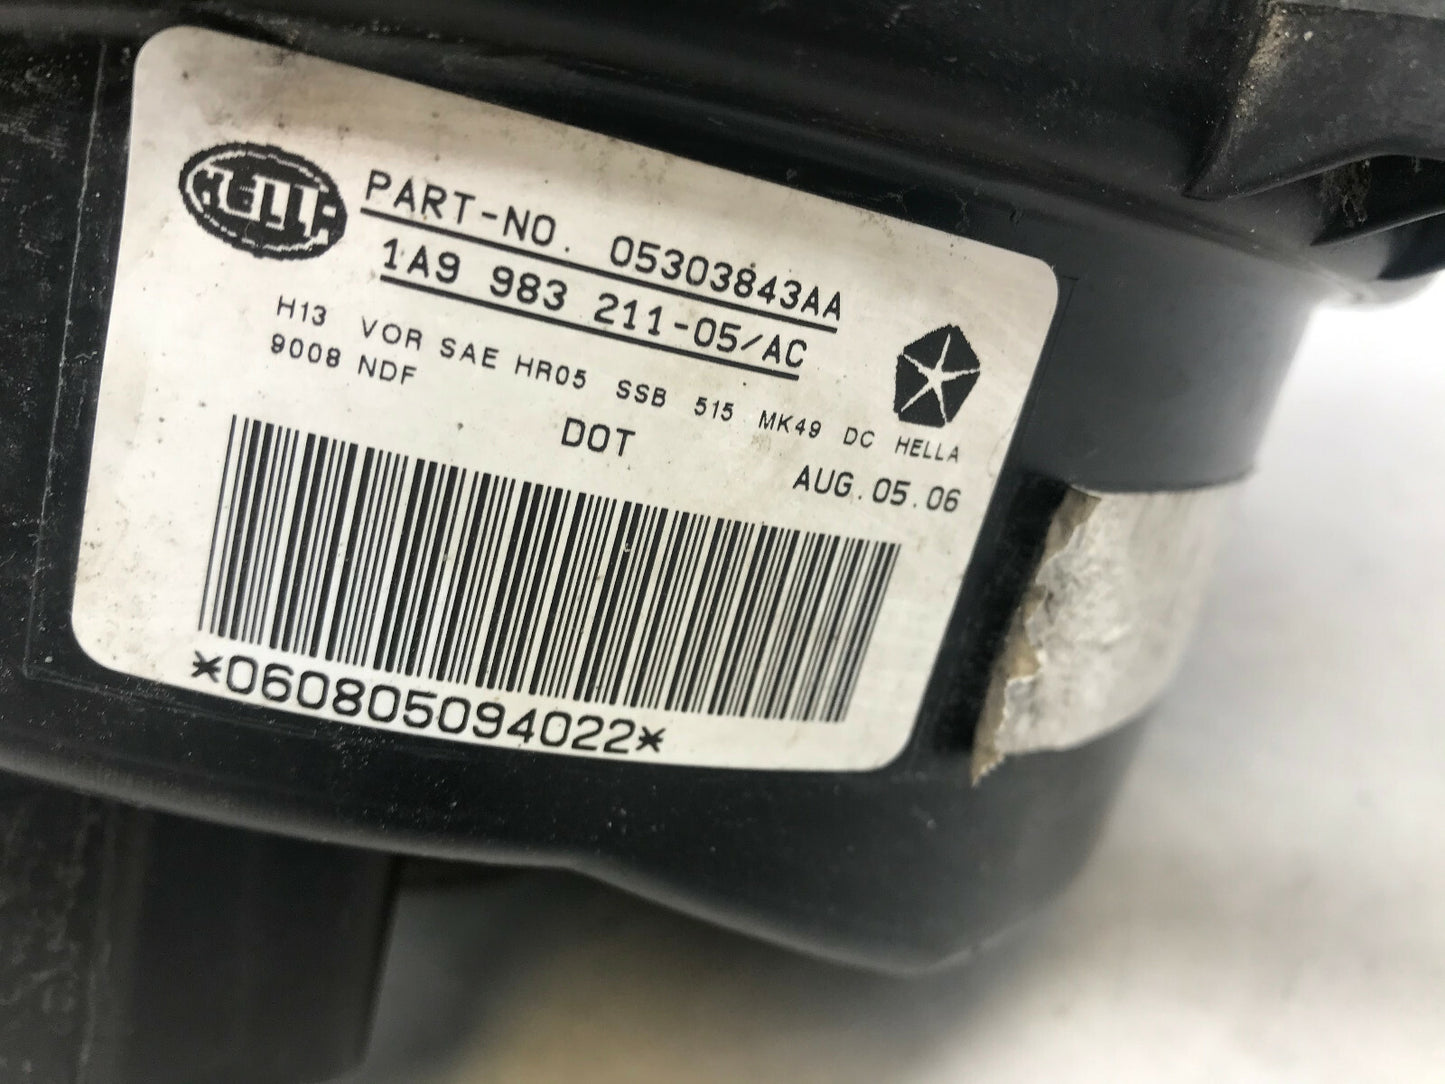 HELLA
PART-NO. 05303843AA
1A9 983 211-05/AC
H13 VOR SAE HR05 SSB 515 MK49 DC HELLA
9008 NDF
DOT
AUG.05.06
*060805094022*